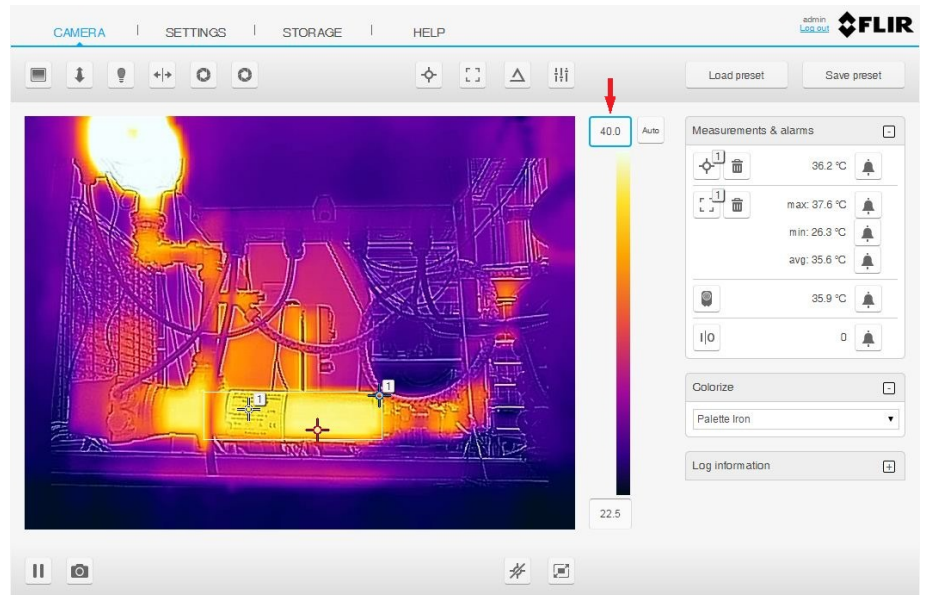 CAMERA
SETTINGS
STORAGE
HELP
admin
Log out
FLIR
Load preset
Save preset
40.0
Auto
Measurements & alarms
1
36.2 °C
1
max: 37.6 °C
min: 26.3 °C
avg: 35.6 °C
35.9 °C
I|O
0
Colorize
Palette Iron
Log information
1
1
22.5